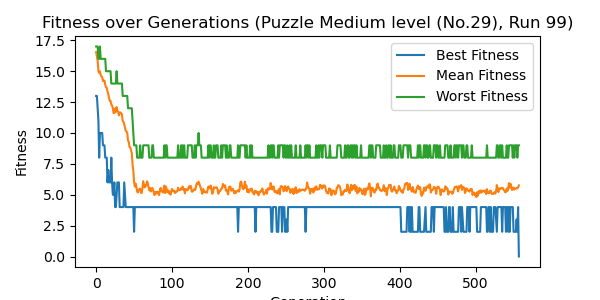 Fitness over Generations (Puzzle Medium level (No.29), Run 99)
17.5
15.0
12.5
10.0
7.5
5.0
2.5
0.0
Fitness
Best Fitness
Mean Fitness
Worst Fitness
0 100 200 300 400 500
Generation